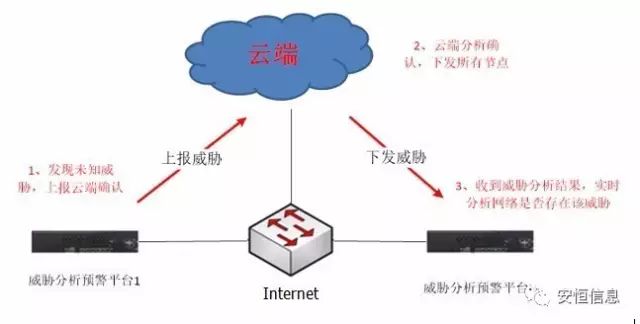 云端
2、云端分析确
认，下发所有节点
1、发现未知威
胁，上报云端确认
上报威胁
下发威胁
3、收到威胁分析结果，实时
分析网络是否存在该威胁
威胁分析预警平台1
Internet
威胁分析预警平台
安恒信息